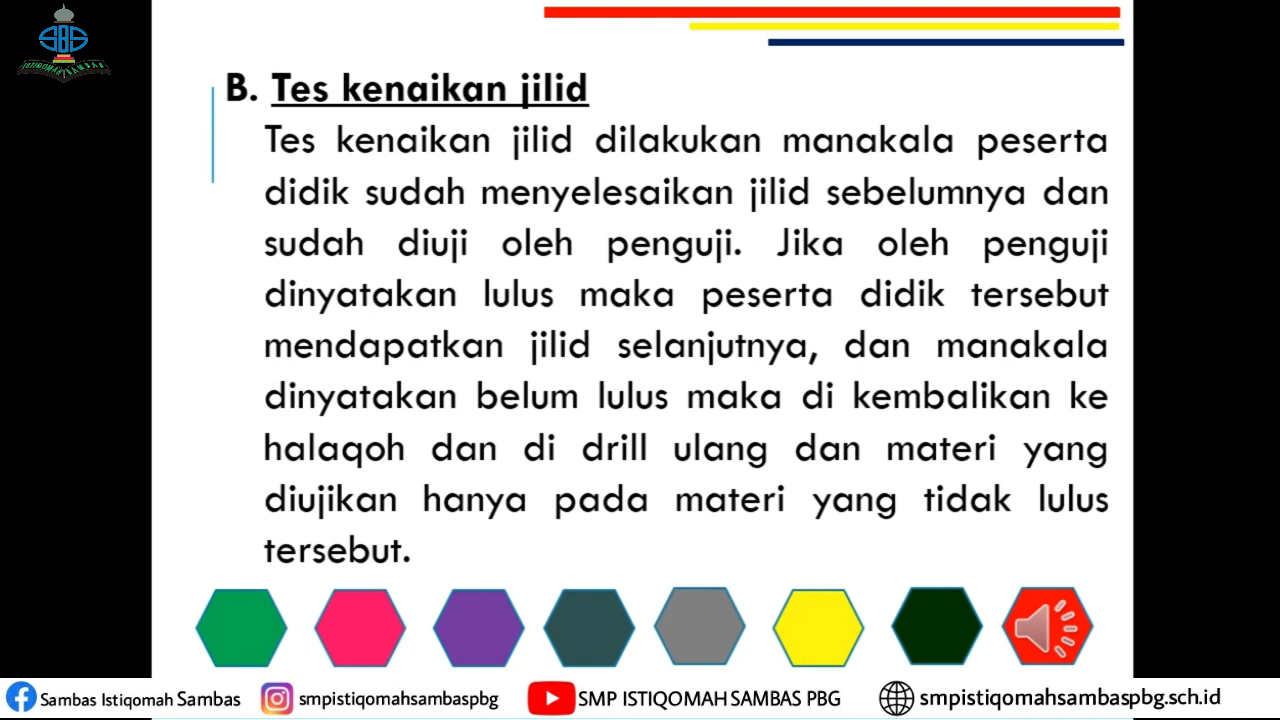 SBS
ISTIQOMAH SAMBAS
B. Tes kenaikan jilid
Tes kenaikan jilid dilakukan manakala peserta
didik sudah menyelesaikan jilid sebelumnya dan
sudah diuji oleh penguji. Jika oleh penguji
dinyatakan lulus maka peserta didik tersebut
mendapatkan jilid selanjutnya, dan manakala
dinyatakan belum lulus maka di kembalikan ke
halaqoh dan di drill ulang dan materi yang
diujikan hanya pada materi yang tidak lulus
tersebut.
Sambas Istiqomah Sambas smpistiqomahsambaspbg SMP ISTIQOMAH SAMBAS PBG smpistiqomahsambaspbg.sch.id